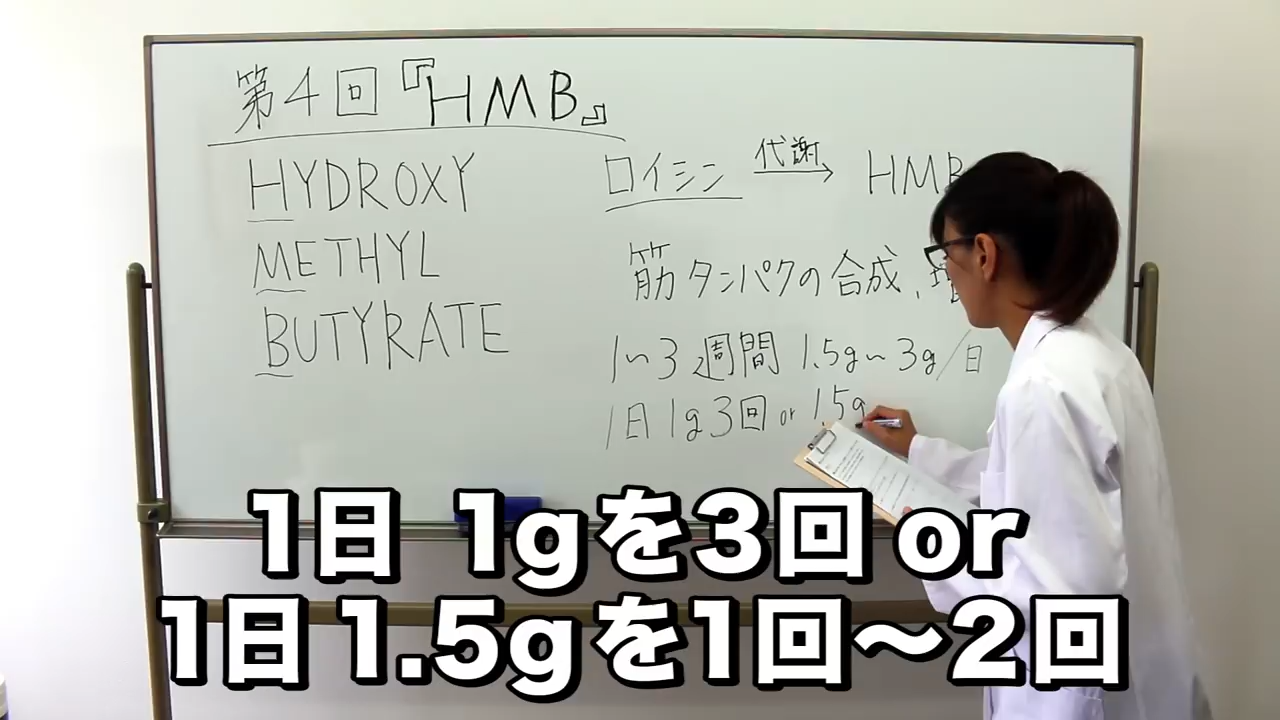 第4回『HMB』
HYDROXY
METHYL
BUTYRATE
ロイシン 代謝→ HMB
筋タンパクの合成、増
1~3週間 1.5g~3g/日
1日 1g 3回 or 1.5g
1日 1gを3回 or
1日 1.5gを1回～2回